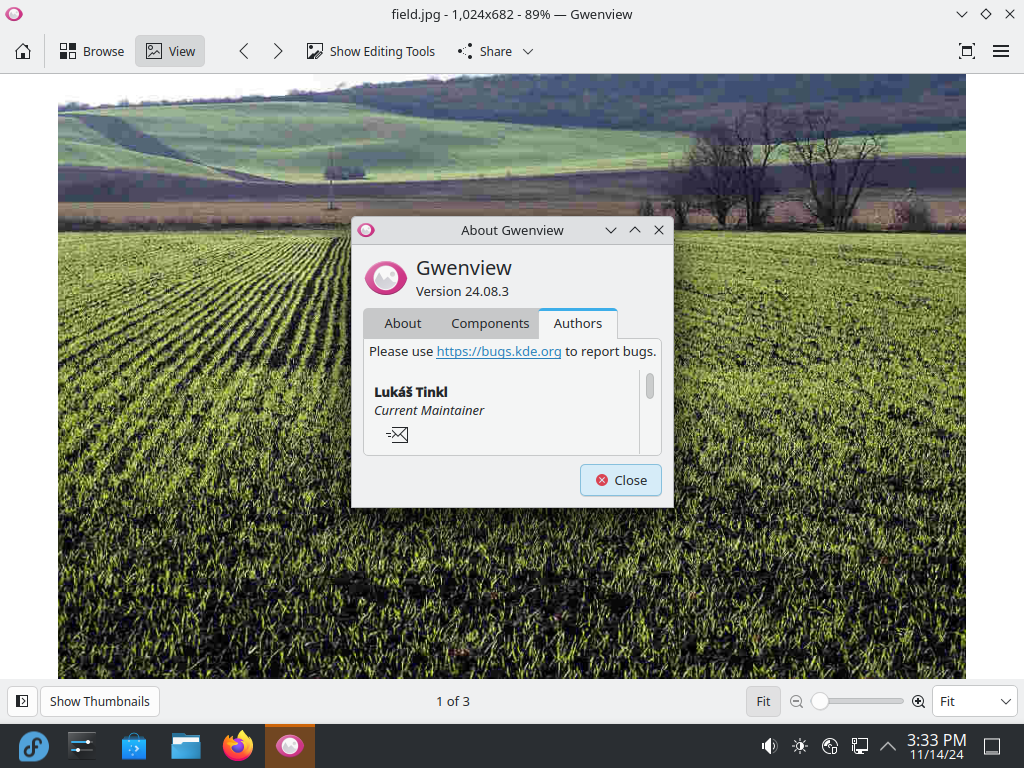 field.jpg - 1,024x682 - 89% — Gwenview
Browse
View
Show Editing Tools
Share
About Gwenview
Gwenview
Version 24.08.3
About
Components
Authors
Please use https://bugs.kde.org to report bugs.
Lukáš Tinkl
Current Maintainer
Close
Show Thumbnails
1 of 3
Fit
Fit
3:33 PM
11/14/24